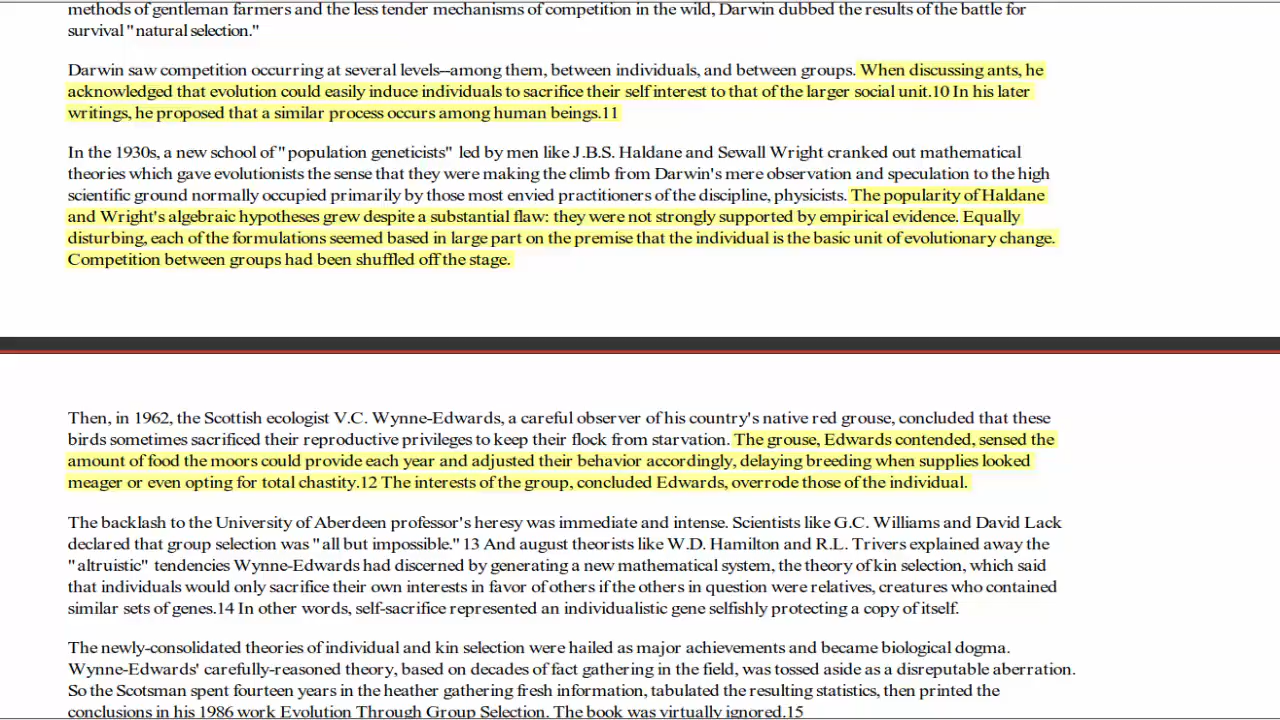 methods of gentleman farmers and the less tender mechanisms of competition in the wild, Darwin dubbed the results of the battle for
survival "natural selection."
Darwin saw competition occurring at several levels--among them, between individuals, and between groups. When discussing ants, he
acknowledged that evolution could easily induce individuals to sacrifice their self interest to that of the larger social unit.10 In his later
writings, he proposed that a similar process occurs among human beings.11
In the 1930s, a new school of "population geneticists" led by men like J.B.S. Haldane and Sewall Wright cranked out mathematical
theories which gave evolutionists the sense that they were making the climb from Darwin's mere observation and speculation to the high
scientific ground normally occupied primarily by those most envied practitioners of the discipline, physicists. The popularity of Haldane
and Wright's algebraic hypotheses grew despite a substantial flaw: they were not strongly supported by empirical evidence. Equally
disturbing, each of the formulations seemed based in large part on the premise that the individual is the basic unit of evolutionary change.
Competition between groups had been shuffled off the stage.
Then, in 1962, the Scottish ecologist V.C. Wynne-Edwards, a careful observer of his country's native red grouse, concluded that these
birds sometimes sacrificed their reproductive privileges to keep their flock from starvation. The grouse, Edwards contended, sensed the
amount of food the moors could provide each year and adjusted their behavior accordingly, delaying breeding when supplies looked
meager or even opting for total chastity.12 The interests of the group, concluded Edwards, overrode those of the individual.
The backlash to the University of Aberdeen professor's heresy was immediate and intense. Scientists like G.C. Williams and David Lack
declared that group selection was "all but impossible." 13 And august theorists like W.D. Hamilton and R.L. Trivers explained away the
"altruistic" tendencies Wynne-Edwards had discerned by generating a new mathematical system, the theory of kin selection, which said
that individuals would only sacrifice their own interests in favor of others if the others in question were relatives, creatures who contained
similar sets of genes.14 In other words, self-sacrifice represented an individualistic gene selfishly protecting a copy of itself.
The newly-consolidated theories of individual and kin selection were hailed as major achievements and became biological dogma.
Wynne-Edwards' carefully-reasoned theory, based on decades of fact gathering in the field, was tossed aside as a disreputable aberration.
So the Scotsman spent fourteen years in the heather gathering fresh information, tabulated the resulting statistics, then printed the
conclusions in his 1986 work Evolution Through Group Selection. The book was virtually ignored.15